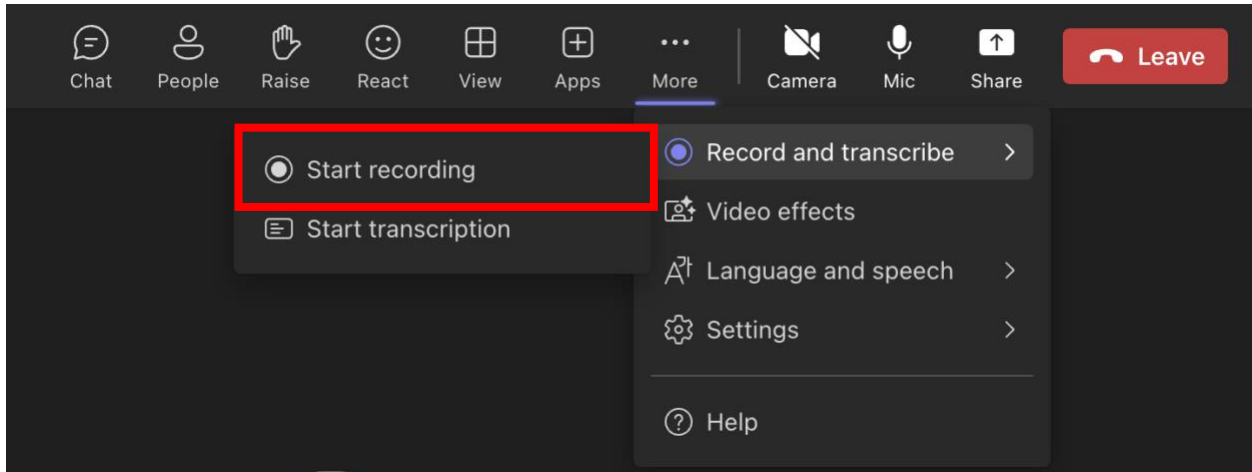 Chat People Raise React View Apps More Camera Mic Share Leave
Start recording
Start transcription
Record and transcribe
Video effects
Language and speech
Settings
Help